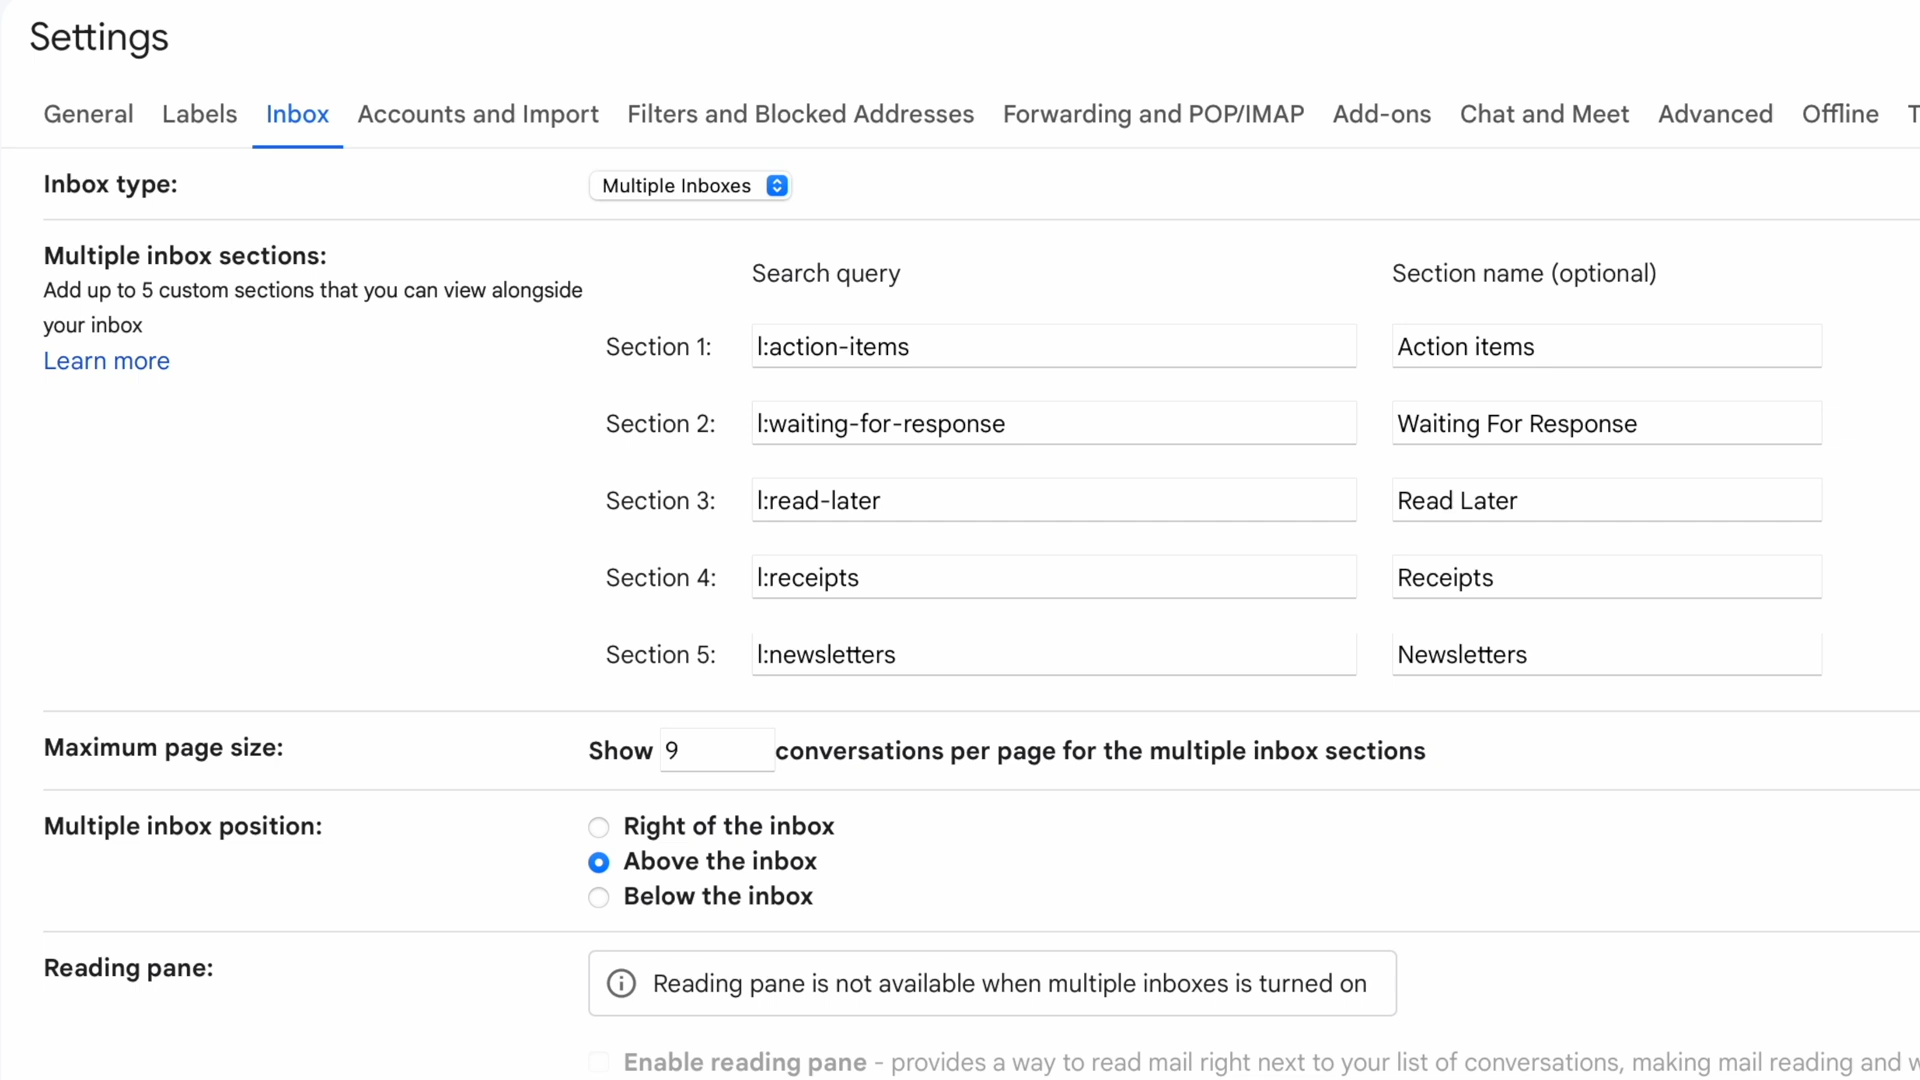 Settings
General Labels Inbox Accounts and Import Filters and Blocked Addresses Forwarding and POP/IMAP Add-ons Chat and Meet Advanced Offline
Inbox type: Multiple Inboxes
Multiple inbox sections:
Add up to 5 custom sections that you can view alongside
your inbox
Learn more
Search query Section name (optional)
Section 1: l:action-items Action items
Section 2: l:waiting-for-response Waiting For Response
Section 3: l:read-later Read Later
Section 4: l:receipts Receipts
Section 5: l:newsletters Newsletters
Maximum page size: Show 9 conversations per page for the multiple inbox sections
Multiple inbox position: Right of the inbox
Above the inbox
Below the inbox
Reading pane: Reading pane is not available when multiple inboxes is turned on
Enable reading pane - provides a way to read mail right next to your list of conversations, making mail reading and